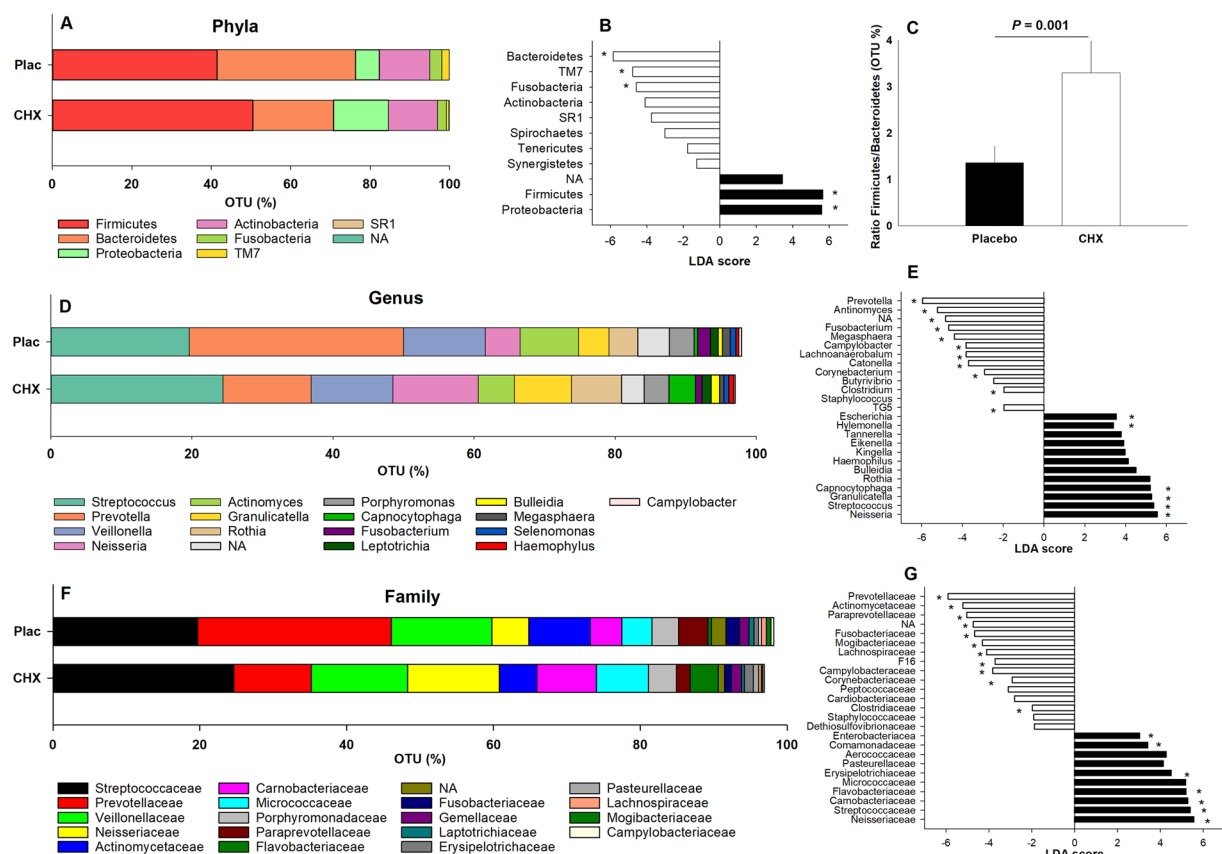 A
Phyla
Plac
CHX
0 20 40 60 80 100
OTU (%)
Firmicutes Actinobacteria SR1
Bacteroidetes Fusobacteria NA
Proteobacteria TM7
B
Bacteroidetes *
TM7 *
Fusobacteria *
Actinobacteria
SR1
Spirochaetes
Tenericutes
Synergistetes
NA
Firmicutes *
Proteobacteria *
-6 -4 -2 0 2 4 6
LDA score
C
P = 0.001
Ratio Firmicutes/Bacteroidetes (OTU %)
4
3
2
1
0
Placebo CHX
D
Genus
Plac
CHX
0 20 40 60 80 100
OTU (%)
Streptococcus Actinomyces Porphyromonas Bulleidia Campylobacter
Prevotella Granulicatella Capnocytophaga Megasphaera
Veillonella Rothia Fusobacterium Selenomonas
Neisseria NA Leptotrichia Haemophylus
E
Prevotella *
Antinomyces *
NA *
Fusobacterium *
Megasphaera *
Campylobacter *
Lachnoanaerobalum *
Catonella *
Corynebacterium *
Butyrivibrio
Clostridium *
Staphylococcus
TG5 *
Escherichia *
Hylemonella *
Tannerella
Eikenella
Kingella
Haemophilus
Bulleidia
Rothia
Capnocytophaga *
Granulicatella *
Streptococcus *
Neisseria *
-6 -4 -2 0 2 4 6
LDA score
F
Family
Plac
CHX
0 20 40 60 80 100
OTU (%)
Streptococcaceae Carnobacteriaceae NA Pasteurellaceae
Prevotellaceae Micrococcaceae Fusobacteriaceae Lachnospiraceae
Veillonellaceae Porphyromonadaceae Gemellaceae Mogibacteriaceae
Neisseriaceae Paraprevotellaceae Laptotrichiaceae Campylobacteriaceae
Actinomycetaceae Flavobacteriaceae Erysipelotrichaceae
G
Prevotellaceae *
Actinomycetaceae *
Paraprevotellaceae *
NA *
Fusobacteriaceae *
Mogibacteriaceae *
Lachnospiraceae *
F16 *
Campylobacteraceae *
Corynebacteriaceae *
Peptococcaceae
Cardiobacteriaceae
Clostridiaceae *
Staphylococcaceae
Dethiosulfovibrionaceae
Enterobacteriacea *
Comamonadaceae *
Aerococcaceae
Pasteurellaceae
Erysipelotrichaceae *
Micrococcaceae
Flavobacteriaceae *
Carnobacteriaceae *
Streptococcaceae *
Neisseriaceae *
-6 -4 -2 0 2 4 6
LDA score